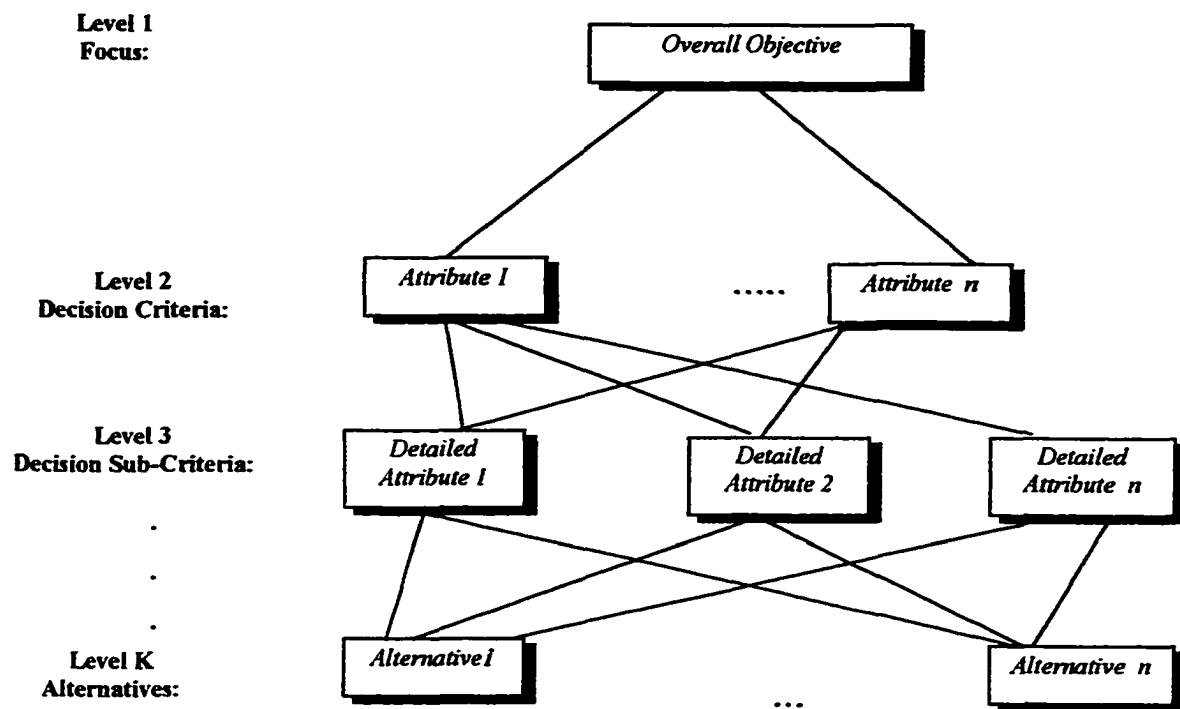 Level 1
Focus:
Overall Objective
Level 2
Decision Criteria:
Attribute 1
.....
Attribute n
Level 3
Decision Sub-Criteria:
Detailed
Attribute 1
Detailed
Attribute 2
Detailed
Attribute n
.
.
.
Level K
Alternatives:
Alternative 1
...
Alternative n